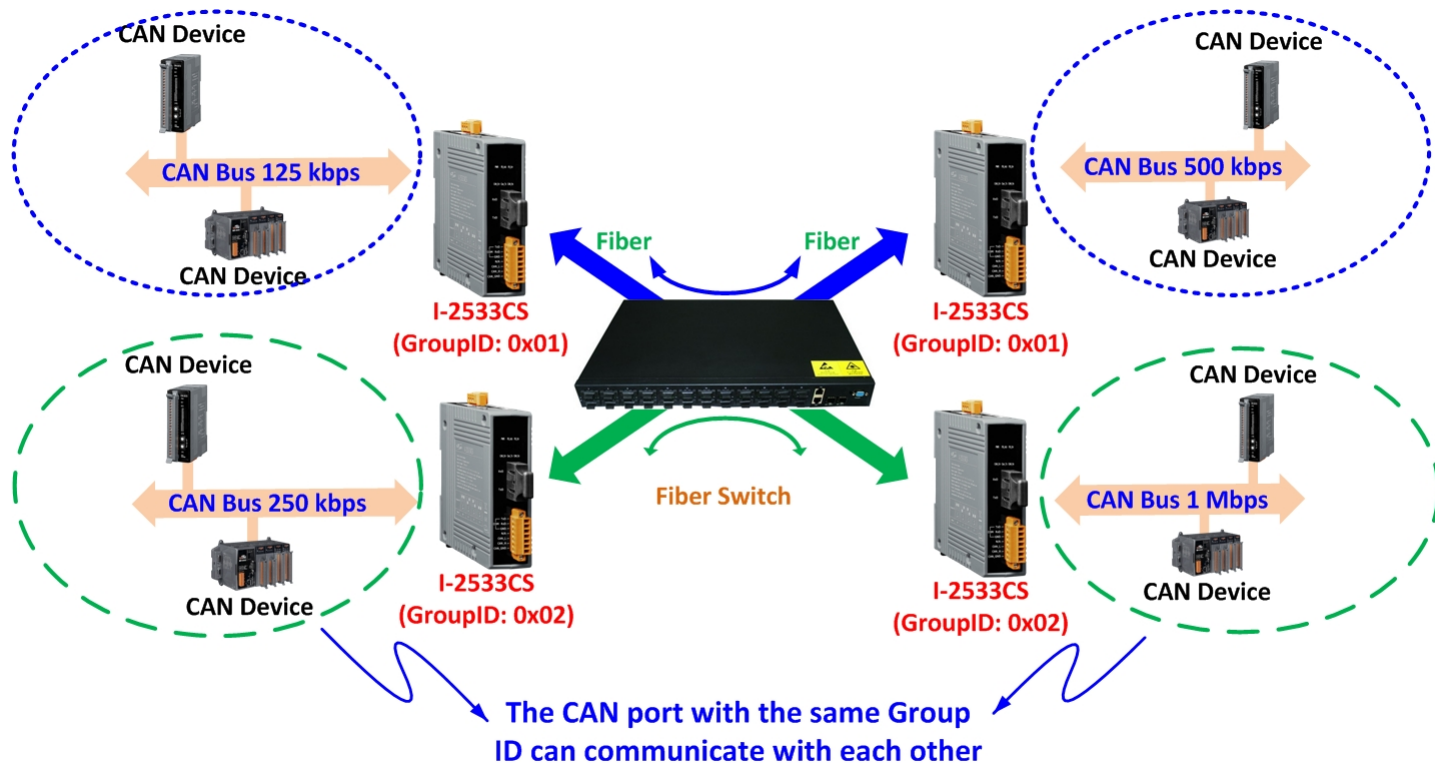 CAN Device
CAN Bus 125 kbps
CAN Device
I-2533CS
(GroupID: 0x01)
Fiber
Fiber
CAN Device
CAN Bus 500 kbps
CAN Device
I-2533CS
(GroupID: 0x01)
CAN Device
CAN Bus 250 kbps
CAN Device
I-2533CS
(GroupID: 0x02)
Fiber Switch
CAN Device
CAN Bus 1 Mbps
CAN Device
I-2533CS
(GroupID: 0x02)
The CAN port with the same Group
ID can communicate with each other